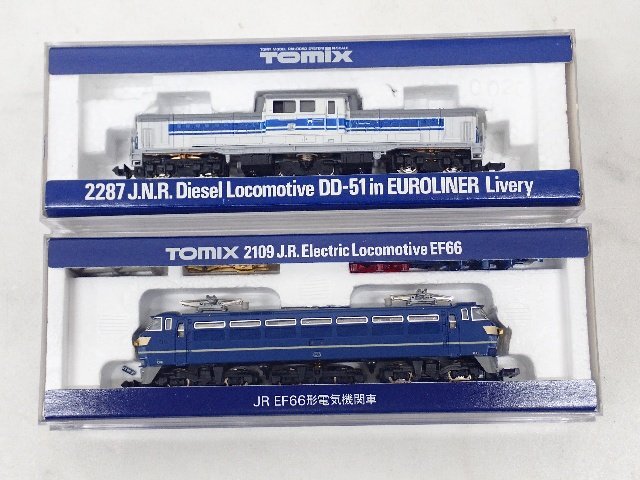 TOMIX
2287 J.N.R. Diesel Locomotive DD-51 in EUROLINER Livery
TOMIX 2109 J.R. Electric Locomotive EF66
JR EF66形電気機関車